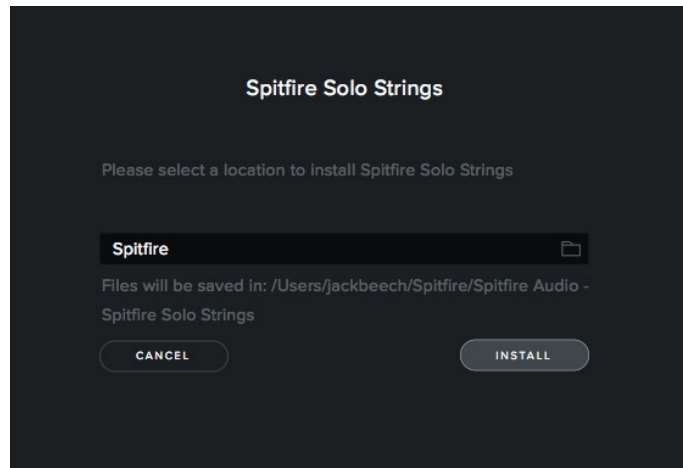 Spitfire Solo Strings
Please select a location to install Spitfire Solo Strings
Spitfire
Files will be saved in: /Users/jackbeech/Spitfire/Spitfire Audio -
Spitfire Solo Strings
CANCEL
INSTALL